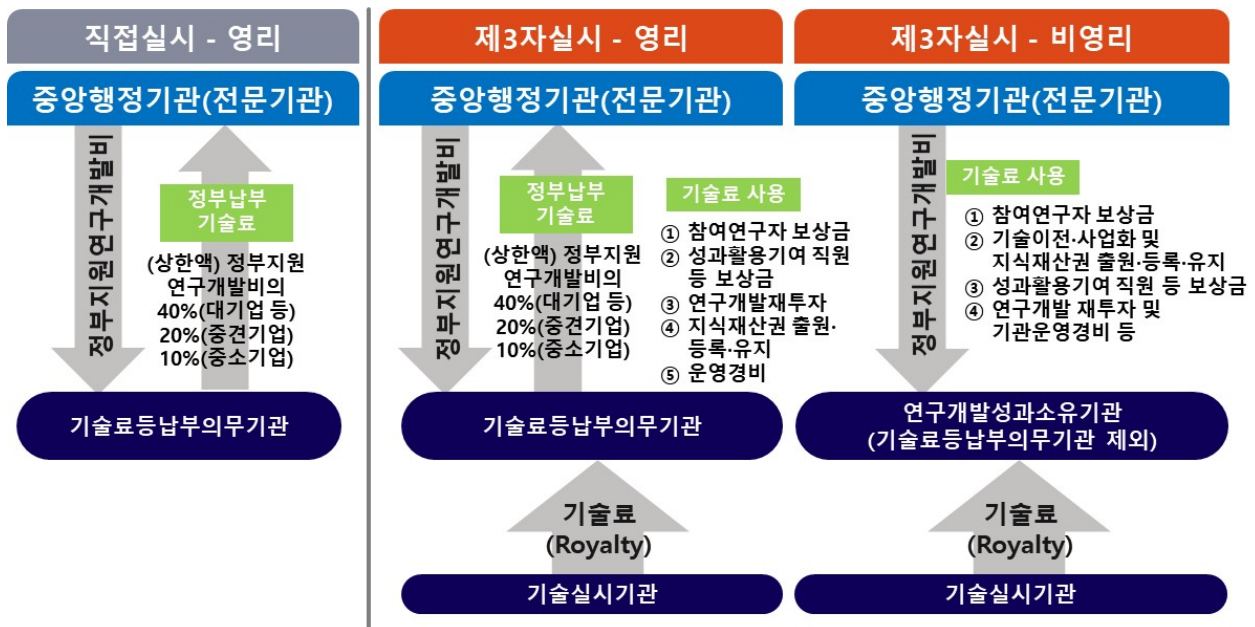 직접실시 - 영리
중앙행정기관(전문기관)
정부지원연구개발비
정부납부
기술료
(상한액) 정부지원
연구개발비의
40%(대기업 등)
20%(중견기업)
10%(중소기업)
기술료등납부의무기관
제3자실시 - 영리
중앙행정기관(전문기관)
정부지원연구개발비
정부납부
기술료
(상한액) 정부지원
연구개발비의
40%(대기업 등)
20%(중견기업)
10%(중소기업)
기술료 사용
① 참여연구자 보상금
② 성과활용기여 직원
등 보상금
③ 연구개발재투자
④ 지식재산권 출원·
등록·유지
⑤ 운영경비
기술료등납부의무기관
기술료
(Royalty)
기술실시기관
제3자실시 - 비영리
중앙행정기관(전문기관)
정부지원연구개발비
기술료 사용
① 참여연구자 보상금
② 기술이전·사업화 및
지식재산권 출원·등록·유지
③ 성과활용기여 직원 등 보상금
④ 연구개발 재투자 및
기관운영경비 등
연구개발성과소유기관
(기술료등납부의무기관 제외)
기술료
(Royalty)
기술실시기관